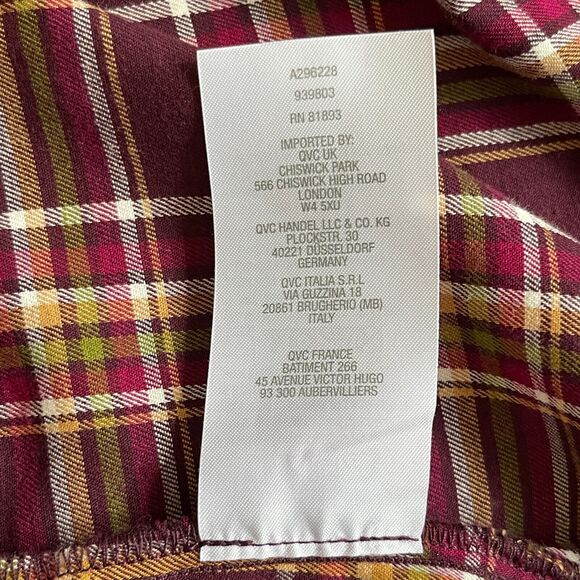 A296228
939803
RN 81893
IMPORTED BY:
QVC UK
CHISWICK PARK
566 CHISWICK HIGH ROAD
LONDON
W4 5XU
QVC HANDEL LLC & CO. KG
PLOCKSTR. 30
40221 DÜSSELDORF
GERMANY
QVC ITALIA S.R.L
VIA GUZZINA 18
20861 BRUGHERIO (MB)
ITALY
QVC FRANCE
BATIMENT 266
45 AVENUE VICTOR HUGO
93 300 AUBERVILLIERS